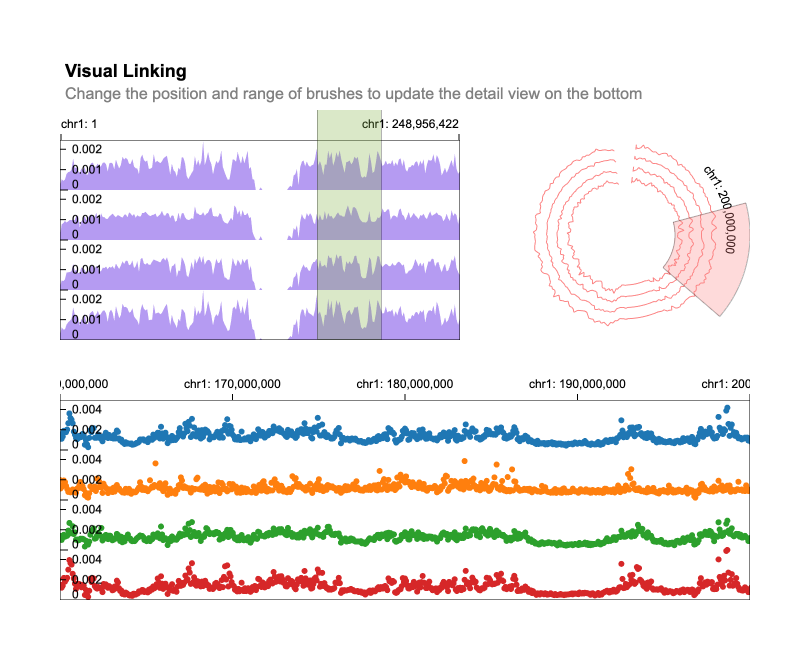 Visual Linking
Change the position and range of brushes to update the detail view on the bottom
chr1: 1
chr1: 248,956,422
0.002
0.001
0
0.002
0.001
0
0.002
0.001
0
0.002
0.001
0
chr1: 200,000,000
0,000,000
chr1: 170,000,000
chr1: 180,000,000
chr1: 190,000,000
chr1: 200
0.004
0.002
0
0.004
0.002
0
0.004
0.002
0
0.004
0.002
0